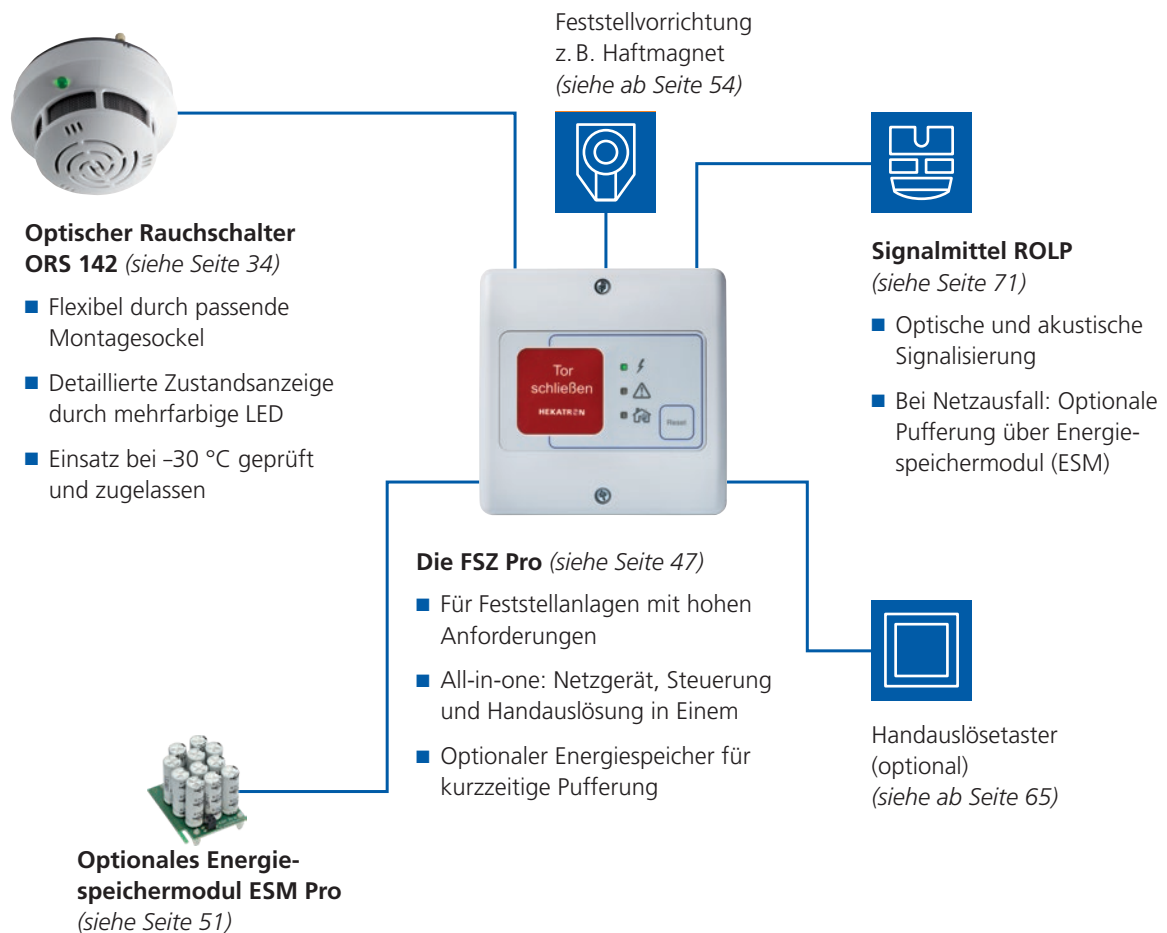 Feststellvorrichtung
z. B. Haftmagnet
(siehe ab Seite 54)
Optischer Rauchschalter
ORS 142 (siehe Seite 34)
■ Flexibel durch passende
Montagesockel
■ Detaillierte Zustandsanzeige
durch mehrfarbige LED
■ Einsatz bei –30 °C geprüft
und zugelassen
Signalmittel ROLP
(siehe Seite 71)
■ Optische und akustische
Signalisierung
■ Bei Netzausfall: Optionale
Pufferung über Energie-
speichermodul (ESM)
Tor
schließen
HEKATRON
Reset
Die FSZ Pro (siehe Seite 47)
■ Für Feststellanlagen mit hohen
Anforderungen
■ All-in-one: Netzgerät, Steuerung
und Handauslösung in Einem
■ Optionaler Energiespeicher für
kurzzeitige Pufferung
Handauslösetaster
(optional)
(siehe ab Seite 65)
Optionales Energie-
speichermodul ESM Pro
(siehe Seite 51)